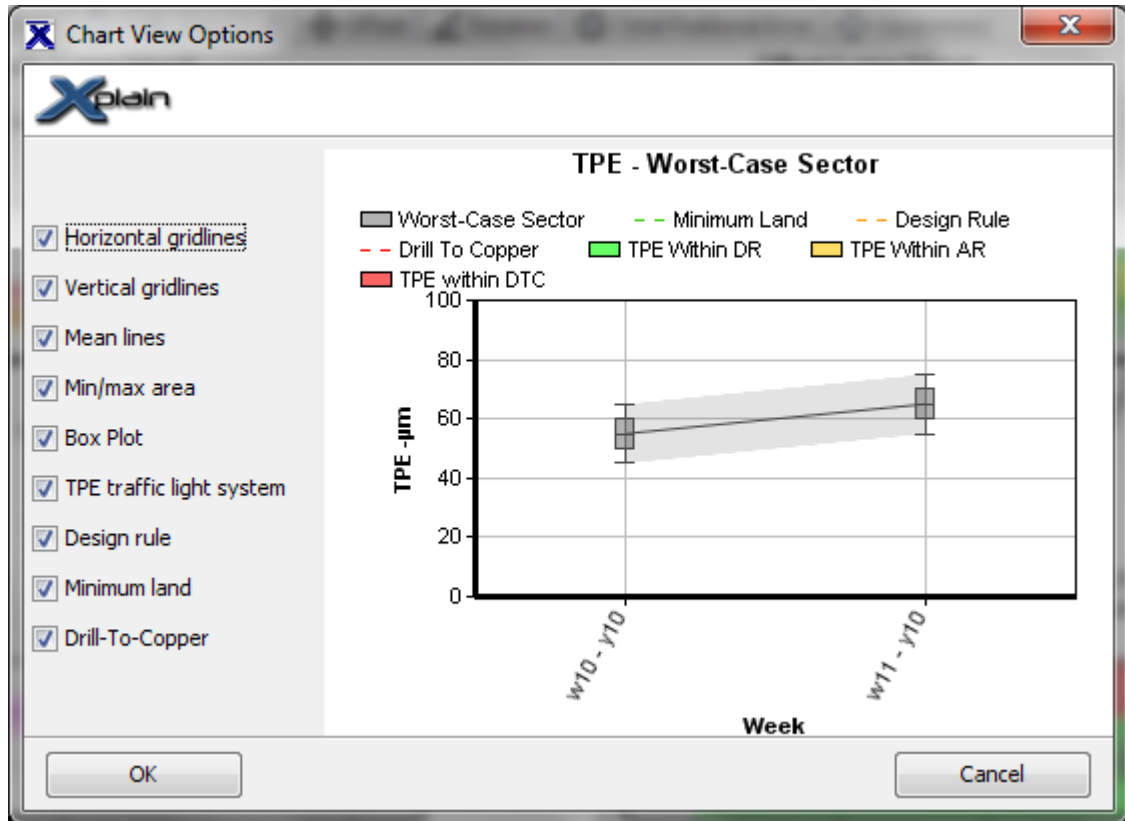 Chart View Options
Xplain
Horizontal gridlines
Vertical gridlines
Mean lines
Min/max area
Box Plot
TPE traffic light system
Design rule
Minimum land
Drill-To-Copper
TPE - Worst-Case Sector
Worst-Case Sector Minimum Land Design Rule
Drill To Copper TPE Within DR TPE Within AR
TPE within DTC
100
80
60
40
20
0
TPE -µm
w10 - y10
w11 - y10
Week
OK
Cancel